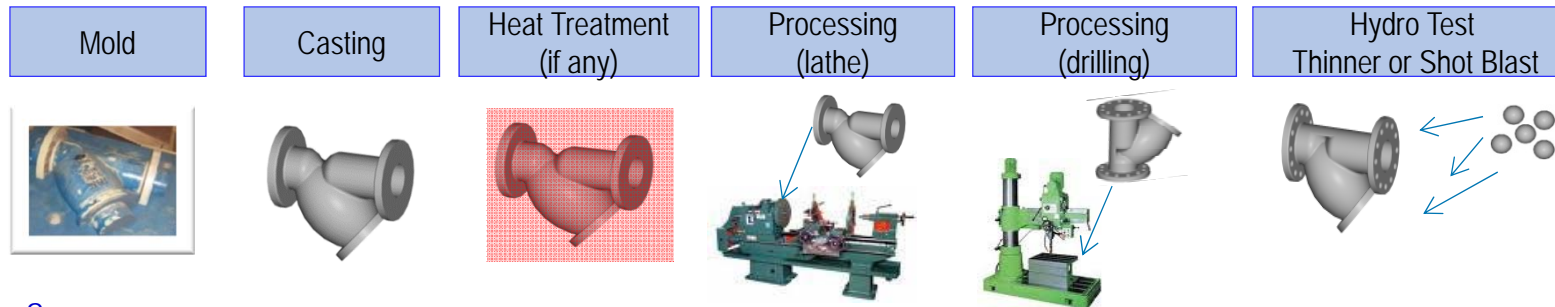 Mold
Casting
Heat Treatment
(if any)
Processing
(lathe)
Processing
(drilling)
Hydro Test
Thinner or Shot Blast